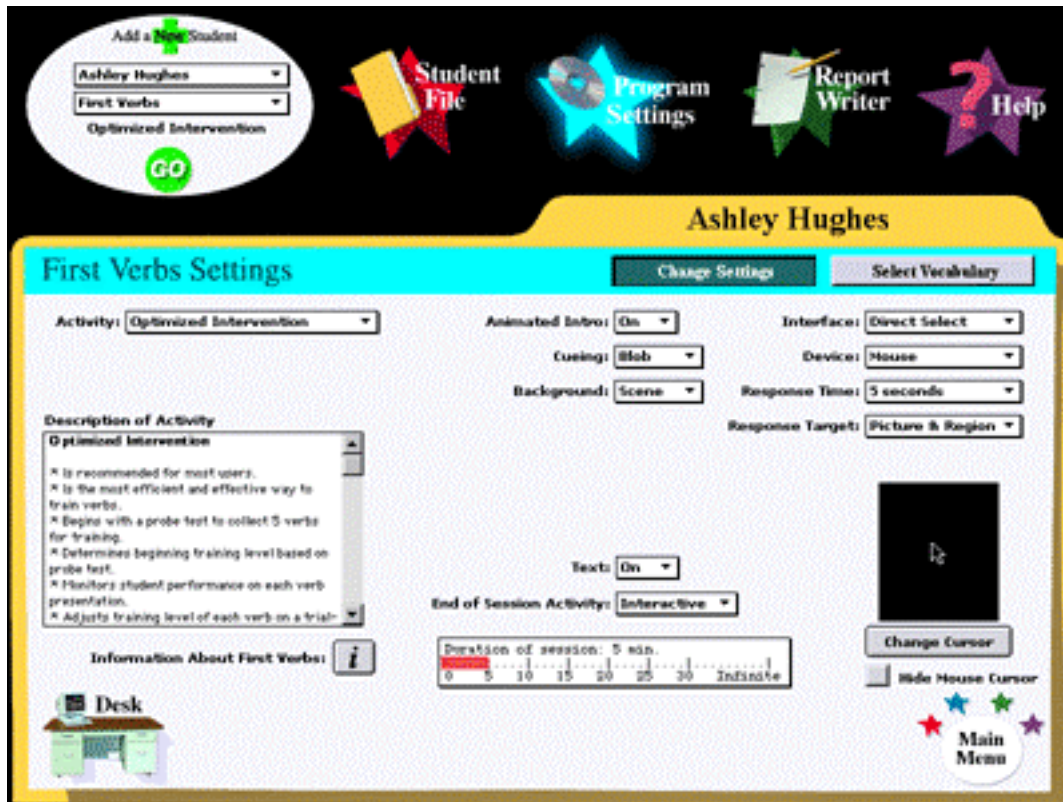 Add a New Student
Ashley Hughes
First Verbs
Optimized Intervention
GO
Student
File
Program
Settings
Report
Writer
Help
Ashley Hughes
First Verbs Settings
Change Settings
Select Vocabulary
Activity: Optimized Intervention
Animated Intro: On
Interface: Direct Select
Cueing: Blob
Device: Mouse
Background: Scene
Response Time: 5 seconds
Response Target: Picture & Region
Description of Activity
Optimized Intervention
* Is recommended for most users.
* Is the most efficient and effective way to
train verbs.
* Begins with a probe test to collect 5 verbs
for training.
* Determines beginning training level based on
probe test.
* Monitors student performance on each verb
presentation.
* Adjusts training level of each verb on a trial-
Text: On
End of Session Activity: Interactive
Change Cursor
Information About First Verbs: i
Duration of session: 5 min.
0 5 10 15 20 25 30 Infinite
Hide Mouse Cursor
Desk
Main
Menu